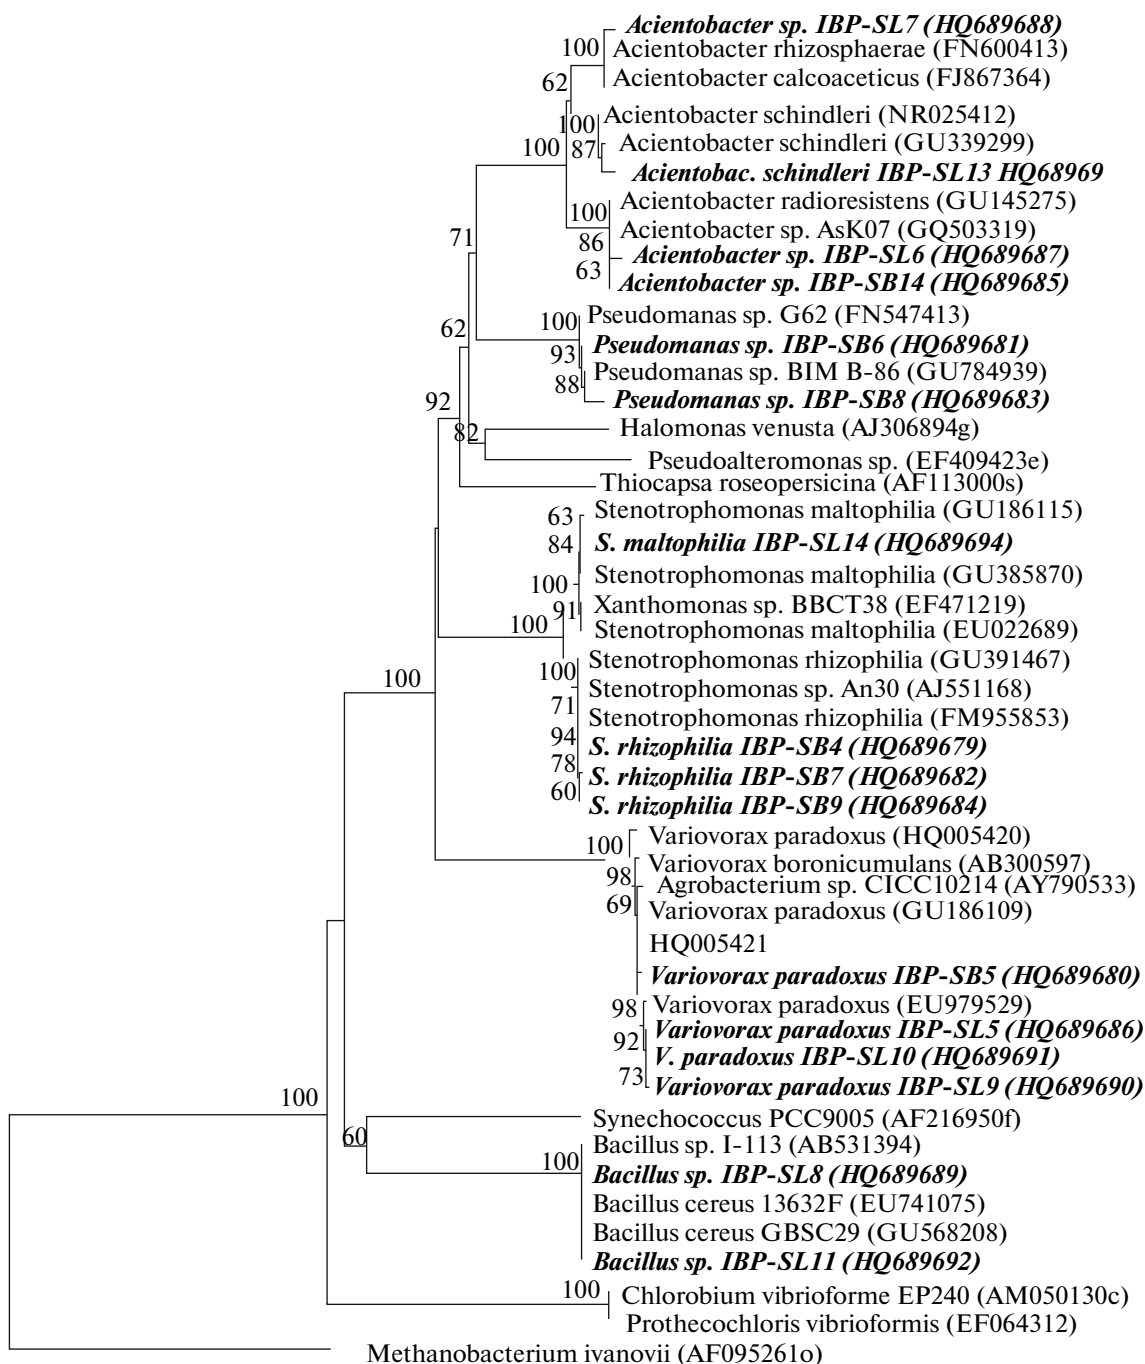 Acientobacter sp. IBP-SL7 (HQ689688)
100 Acientobacter rhizosphaerae (FN600413)
Acientobacter calcoaceticus (FJ867364)
62
100 Acientobacter schindleri (NR025412)
87 Acientobacter schindleri (GU339299)
100
Acientobac. schindleri IBP-SL13 HQ68969
Acientobacter radioresistens (GU145275)
100
Acientobacter sp. AsK07 (GQ503319)
71
86
Acientobacter sp. IBP-SL6 (HQ689687)
63
Acientobacter sp. IBP-SB14 (HQ689685)
100 Pseudomanas sp. G62 (FN547413)
62
Pseudomanas sp. IBP-SB6 (HQ689681)
93
Pseudomanas sp. BIM B-86 (GU784939)
88
Pseudomanas sp. IBP-SB8 (HQ689683)
92
82 Halomonas venusta (AJ306894g)
Pseudoalteromonas sp. (EF409423e)
Thiocapsa roseopersicina (AF113000s)
63 Stenotrophomonas maltophilia (GU186115)
84 S. maltophilia IBP-SL14 (HQ689694)
100 Stenotrophomonas maltophilia (GU385870)
91 Xanthomonas sp. BBCT38 (EF471219)
100 Stenotrophomonas maltophilia (EU022689)
Stenotrophomonas rhizophilia (GU391467)
100
100 Stenotrophomonas sp. An30 (AJ551168)
71 Stenotrophomonas rhizophilia (FM955853)
94 S. rhizophilia IBP-SB4 (HQ689679)
78 S. rhizophilia IBP-SB7 (HQ689682)
60 S. rhizophilia IBP-SB9 (HQ689684)
Variovorax paradoxus (HQ005420)
100
Variovorax boronicumulans (AB300597)
98
Agrobacterium sp. CICC10214 (AY790533)
69 Variovorax paradoxus (GU186109)
HQ005421
Variovorax paradoxus IBP-SB5 (HQ689680)
98 Variovorax paradoxus (EU979529)
Variovorax paradoxus IBP-SL5 (HQ689686)
92
V. paradoxus IBP-SL10 (HQ689691)
73 Variovorax paradoxus IBP-SL9 (HQ689690)
100
Synechococcus PCC9005 (AF216950f)
60
Bacillus sp. I-113 (AB531394)
100
Bacillus sp. IBP-SL8 (HQ689689)
Bacillus cereus 13632F (EU741075)
Bacillus cereus GBSC29 (GU568208)
Bacillus sp. IBP-SL11 (HQ689692)
100 Chlorobium vibrioforme EP240 (AM050130c)
Prothecochloris vibrioformis (EF064312)
Methanobacterium ivanovii (AF095261o)